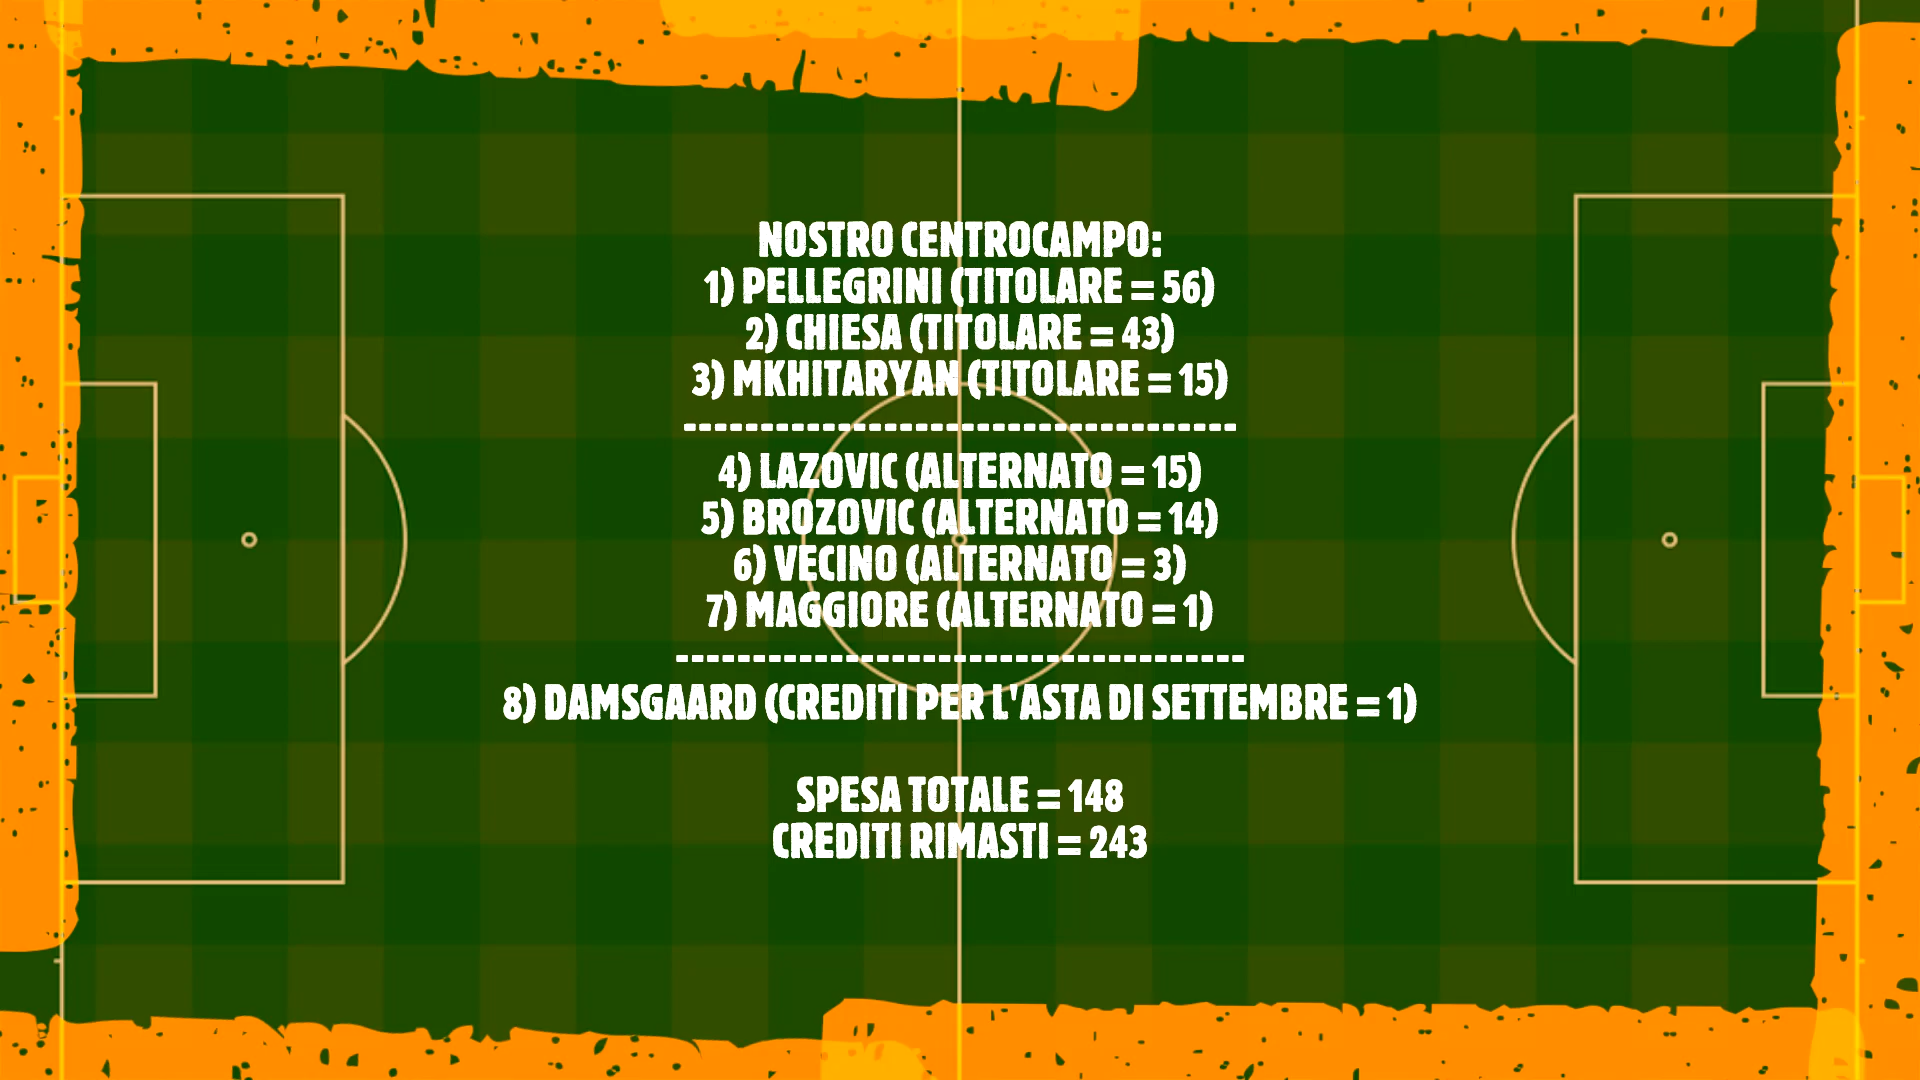 NOSTRO CENTROCAMPO:
1) PELLEGRINI (TITOLARE = 56)
2) CHIESA (TITOLARE = 43)
3) MKHITARYAN (TITOLARE = 15)
------------------------------------
4) LAZOVIC (ALTERNATO = 15)
5) BROZOVIC (ALTERNATO = 14)
6) VECINO (ALTERNATO = 3)
7) MAGGIORE (ALTERNATO = 1)
-------------------------------------
8) DAMSGAARD (CREDITI PER L'ASTA DI SETTEMBRE = 1)
SPESA TOTALE = 148
CREDITI RIMASTI = 243